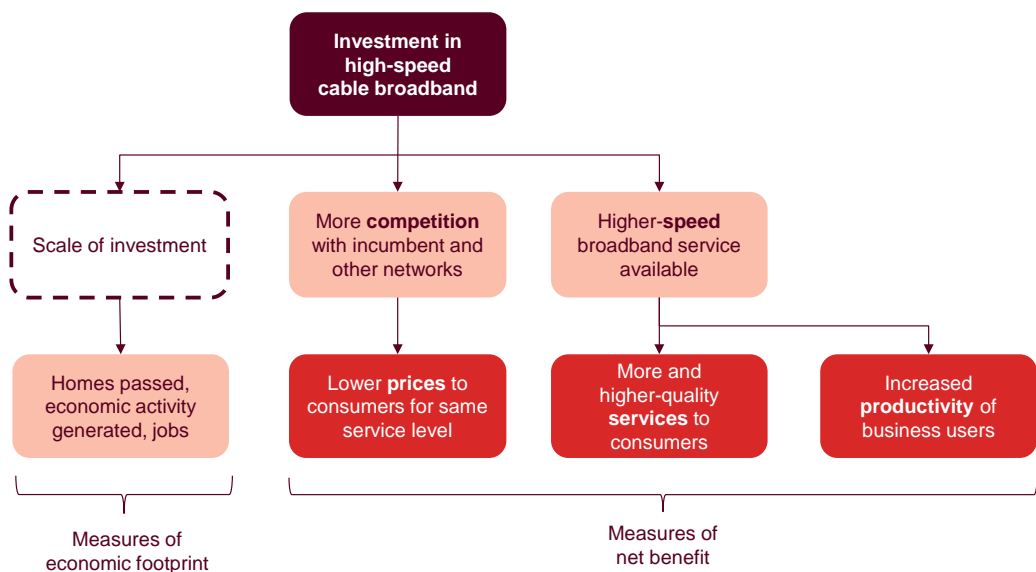 Investment in
high-speed
cable broadband
Scale of investment
More competition
with incumbent and
other networks
Higher-speed
broadband service
available
Homes passed,
economic activity
generated, jobs
Lower prices to
consumers for same
service level
More and
higher-quality
services to
consumers
Increased
productivity of
business users
Measures of
economic footprint
Measures of
net benefit